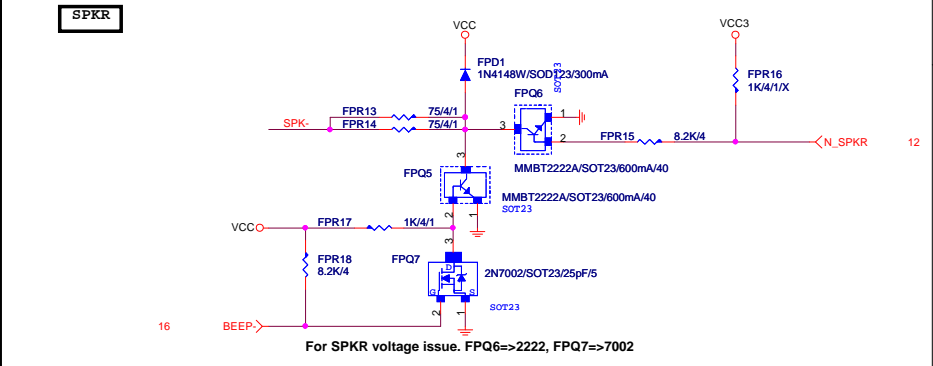 SPKR
VCC
VCC3
FPD1
1N4148W/SOD123/300mA
SOT23
FPR16
1K/4/1/X
FPQ6
FPR13 75/4/1
SPK- FPR14 75/4/1
3
1
2
FPR15 8.2K/4
N_SPKR 12
3
FPQ5
MMBT2222A/SOT23/600mA/40
MMBT2222A/SOT23/600mA/40
SOT23
2
1
VCC FPR17 1K/4/1
3
FPR18
8.2K/4
FPQ7
D
G
S
2N7002/SOT23/25pF/5
SOT23
2
1
16 BEEP-
For SPKR voltage issue. FPQ6=>2222, FPQ7=>7002